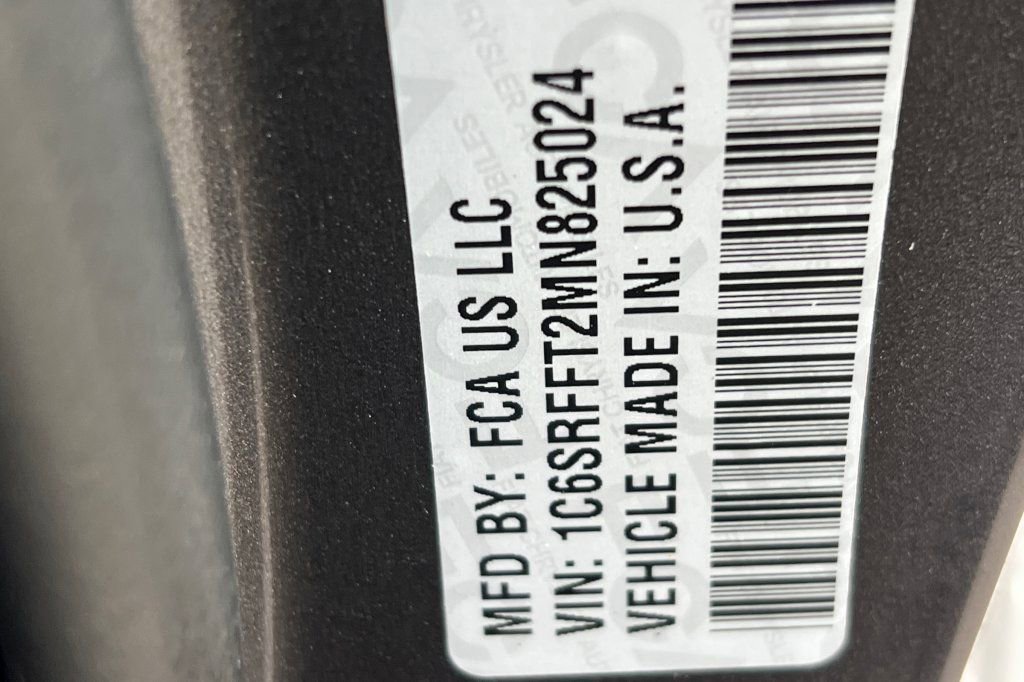 MFD BY: FCA US LLC
VIN: 1C6SRFFT2MN825024
VEHICLE MADE IN: U.S.A.